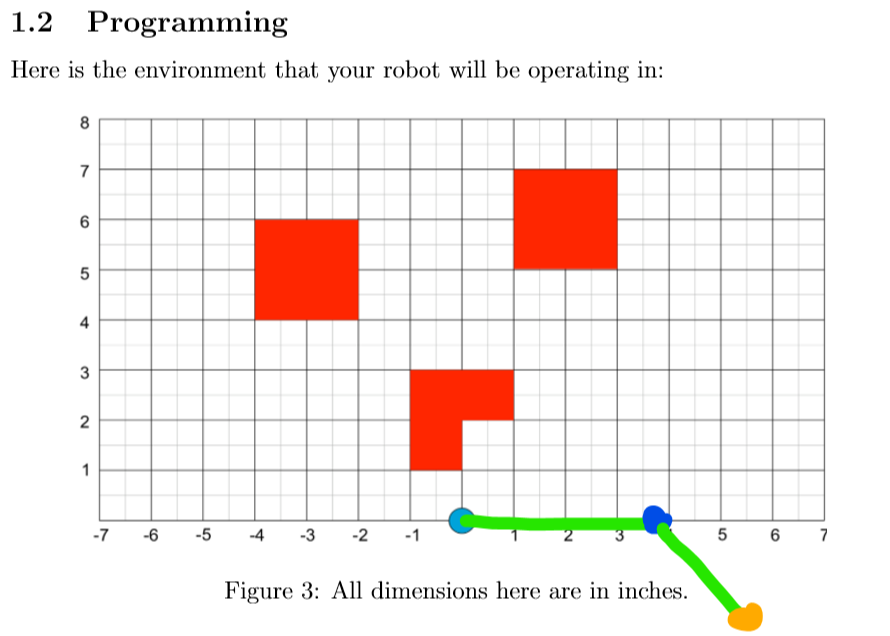 1.2 Programming
Here is the environment that your robot will be operating in:
8
7
6
5
4
3
2
1
-7 -6 -5 -4 -3 -2 -1 1 2 3 5 6 7
Figure 3: All dimensions here are in inches.